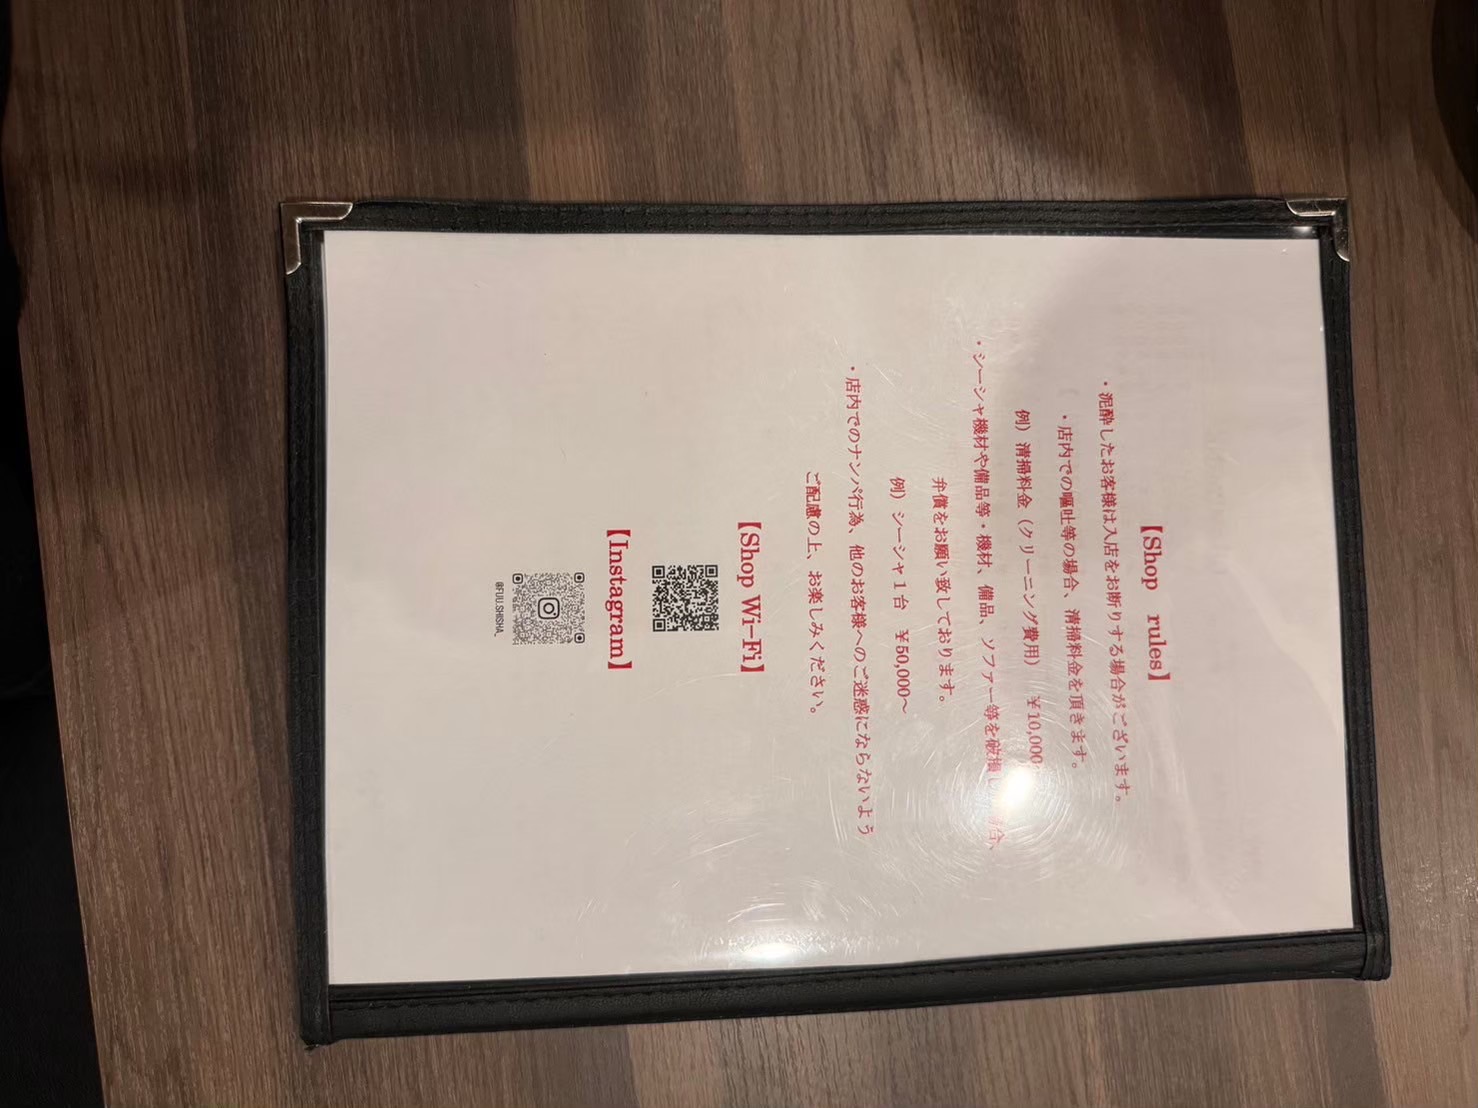 【Shop rules】
・泥酔したお客様は入店をお断りする場合がございます。
・店内での嘔吐等の場合、清掃料金を頂きます。
例）清掃料金（クリーニング費用） ￥10,000
・シーシャ機材や備品等・機材、備品、ソファー等を破損し場合、
弁償をお願い致しております。
例）シーシャ1台 ￥50,000〜
・店内でのナンパ行為、他のお客様へのご迷惑にならないよう
ご配慮の上、お楽しみください。
【Shop Wi-Fi】
【Instagram】
@FUU.SHISHA_